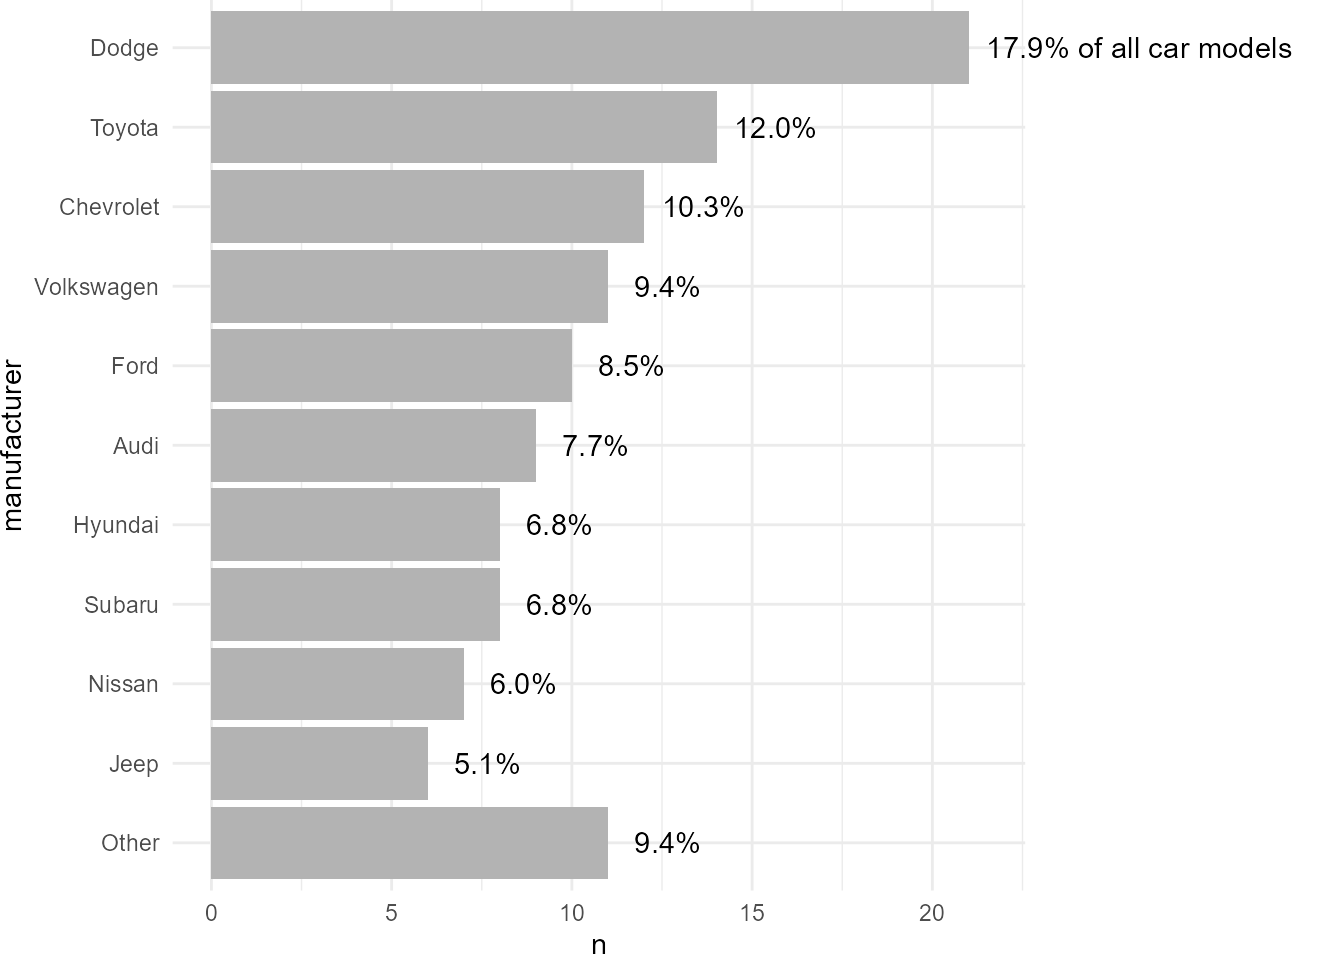 Dodge 17.9% of all car models
Toyota 12.0%
Chevrolet 10.3%
Volkswagen 9.4%
Ford 8.5%
Audi 7.7%
Hyundai 6.8%
Subaru 6.8%
Nissan 6.0%
Jeep 5.1%
Other 9.4%
manufacturer
0 5 10 15 20
n